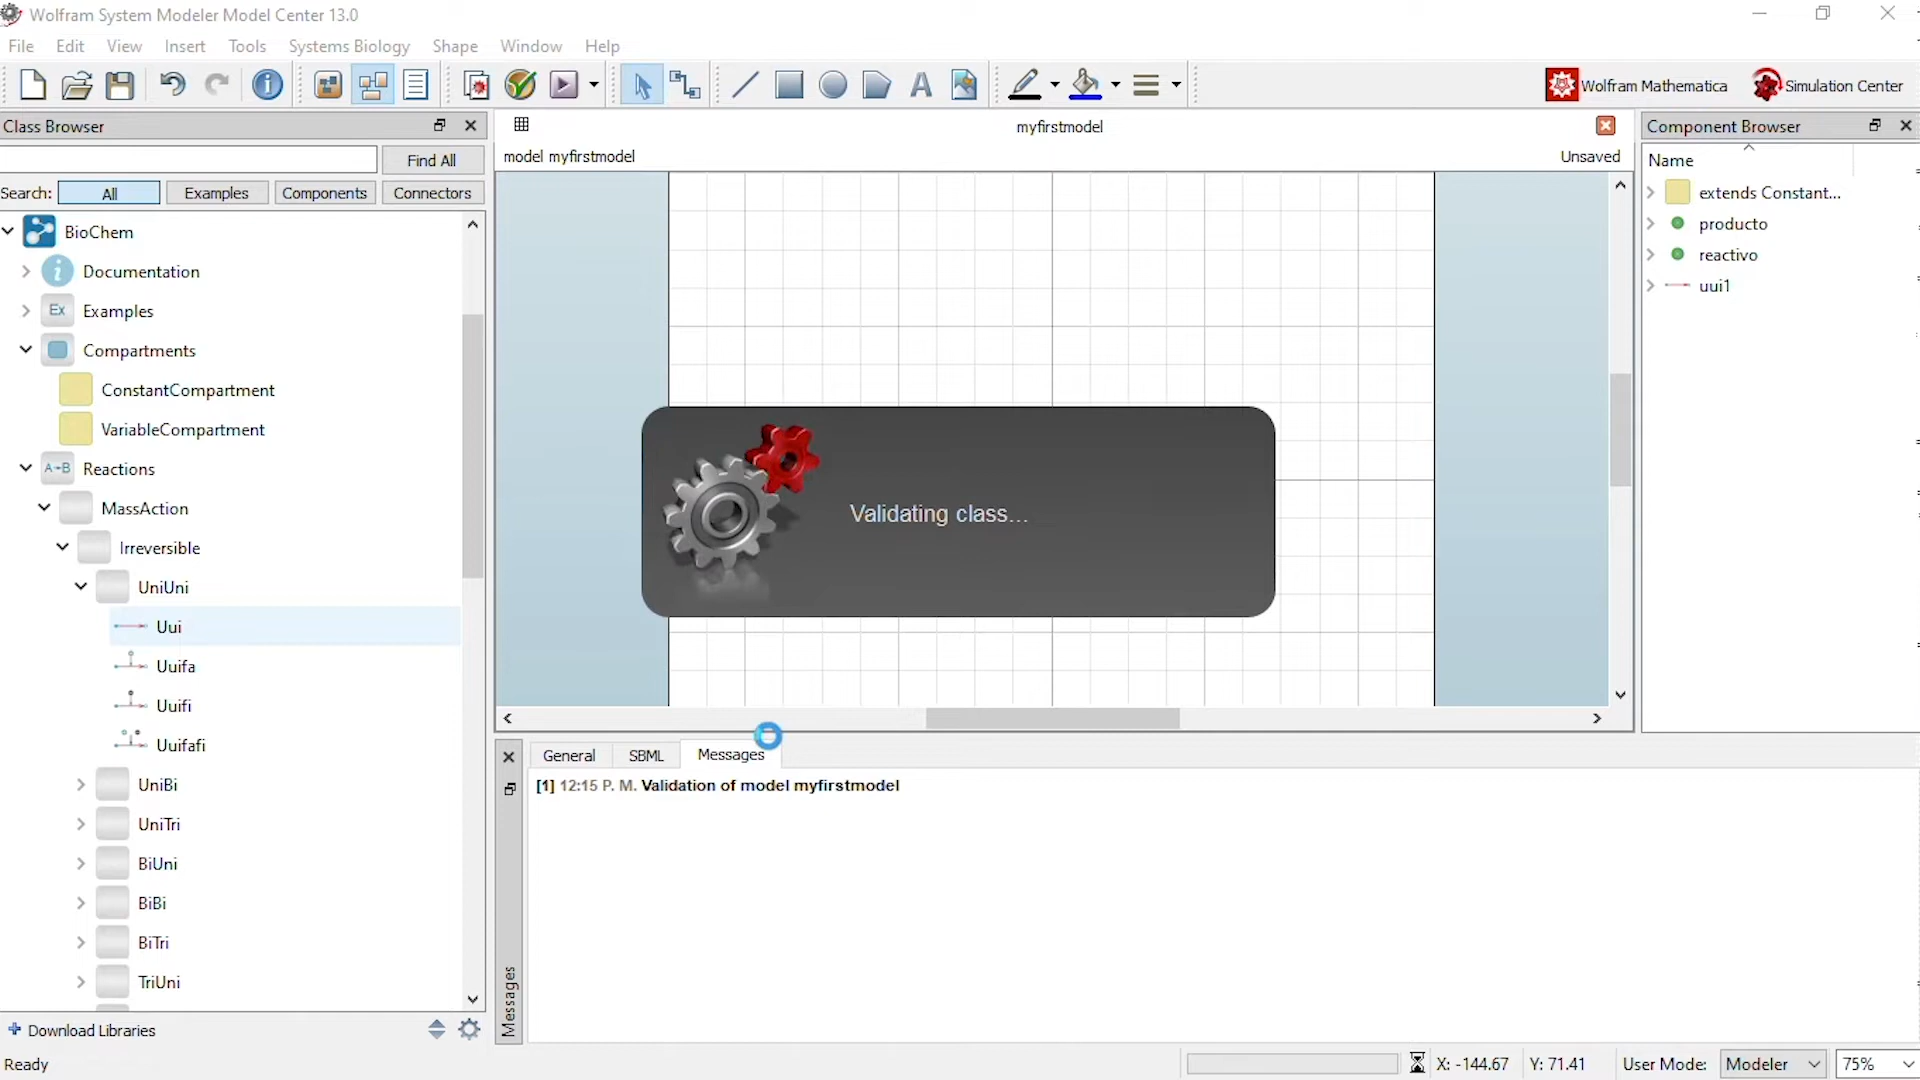 Wolfram System Modeler Model Center 13.0
File Edit View Insert Tools Systems Biology Shape Window Help
Wolfram Mathematica Simulation Center
Class Browser
Find All
Search: All Examples Components Connectors
BioChem
Documentation
Ex Examples
Compartments
ConstantCompartment
VariableCompartment
A→B Reactions
MassAction
Irreversible
UniUni
Uui
Uuifa
Uuifi
Uuifafi
UniBi
UniTri
BiUni
BiBi
BiTri
TriUni
Download Libraries
Ready
myfirstmodel
model myfirstmodel Unsaved
Validating class...
General SBML Messages
[1] 12:15 P. M. Validation of model myfirstmodel
Messages
Component Browser
Name
extends Constant...
producto
reactivo
uui1
X: -144.67 Y: 71.41 User Mode: Modeler 75%